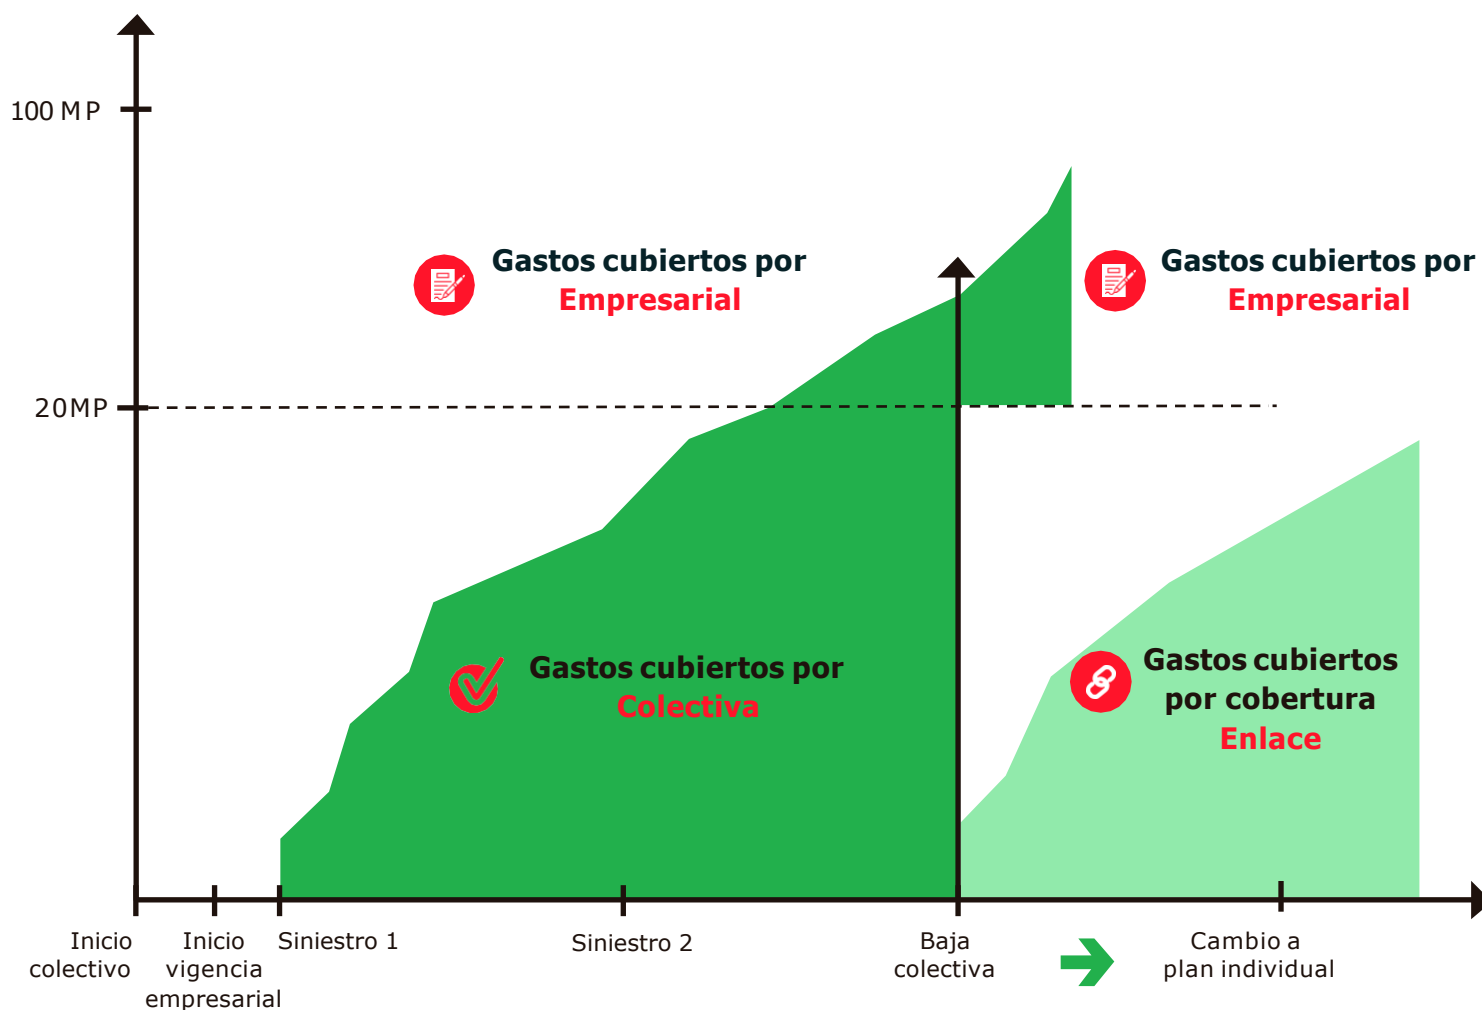 100 MP
Gastos cubiertos por
Empresarial
Gastos cubiertos por
Empresarial
20MP
Gastos cubiertos por
Colectiva
Gastos cubiertos
por cobertura
Enlace
Inicio
colectivo
Inicio
vigencia
empresarial
Siniestro 1
Siniestro 2
Baja
colectiva
Cambio a
plan individual